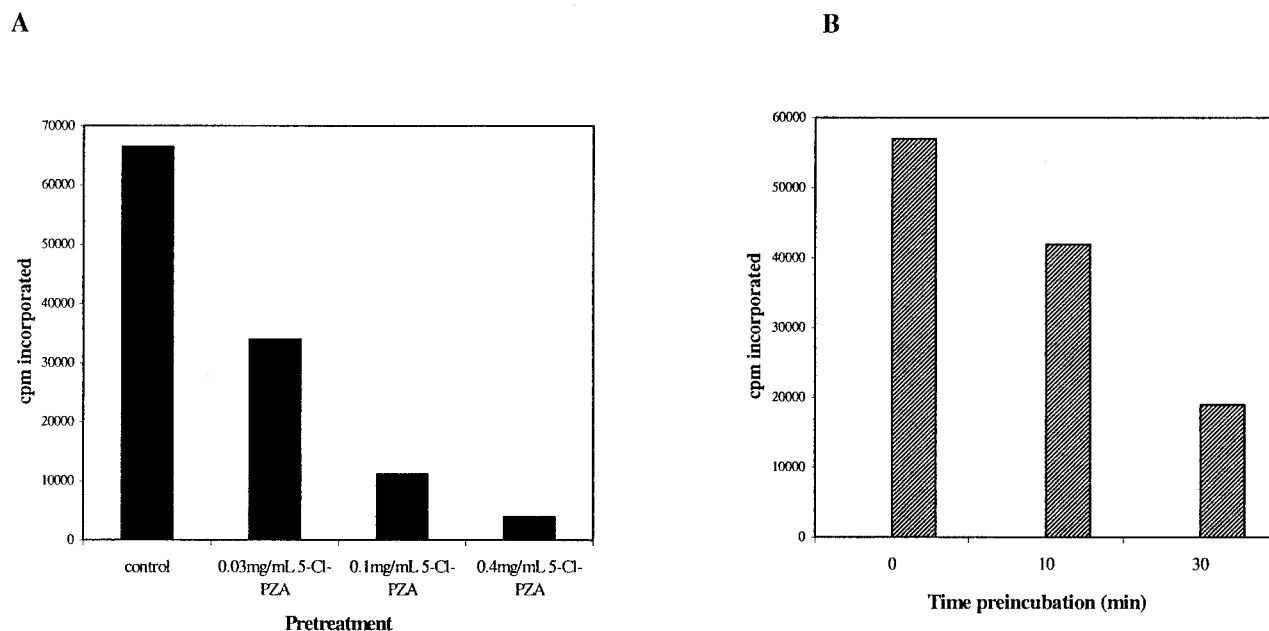 A
B
70000
60000
50000
40000
30000
20000
10000
0
cpm incorporated
control
0.03mg/mL 5-Cl-
PZA
0.1mg/mL 5-Cl-
PZA
0.4mg/mL 5-Cl-
PZA
Pretreatment
60000
50000
40000
30000
20000
10000
0
cpm incorporated
0
10
30
Time preincubation (min)